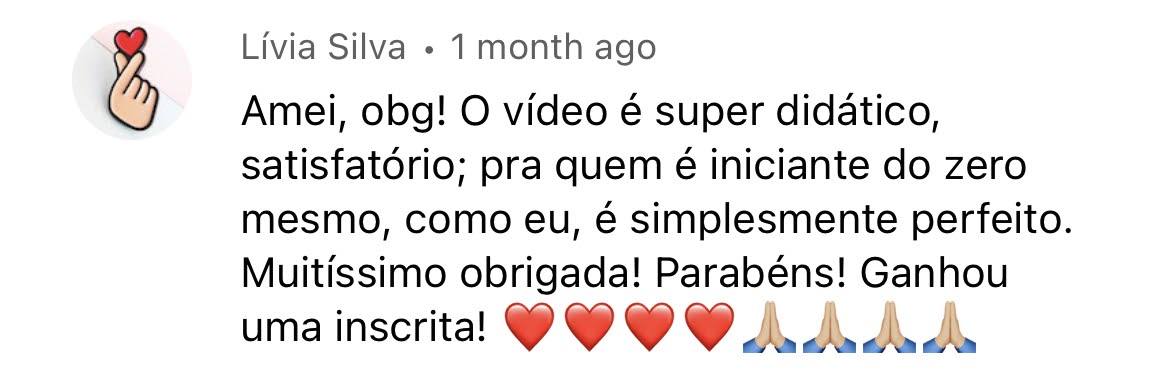 Lívia Silva • 1 month ago
Amei, obg! O vídeo é super didático,
satisfatório; pra quem é iniciante do zero
mesmo, como eu, é simplesmente perfeito.
Muitíssimo obrigada! Parabéns! Ganhou
uma inscrita! ❤️❤️❤️❤️🙏🏼🙏🏼🙏🏼🙏🏼